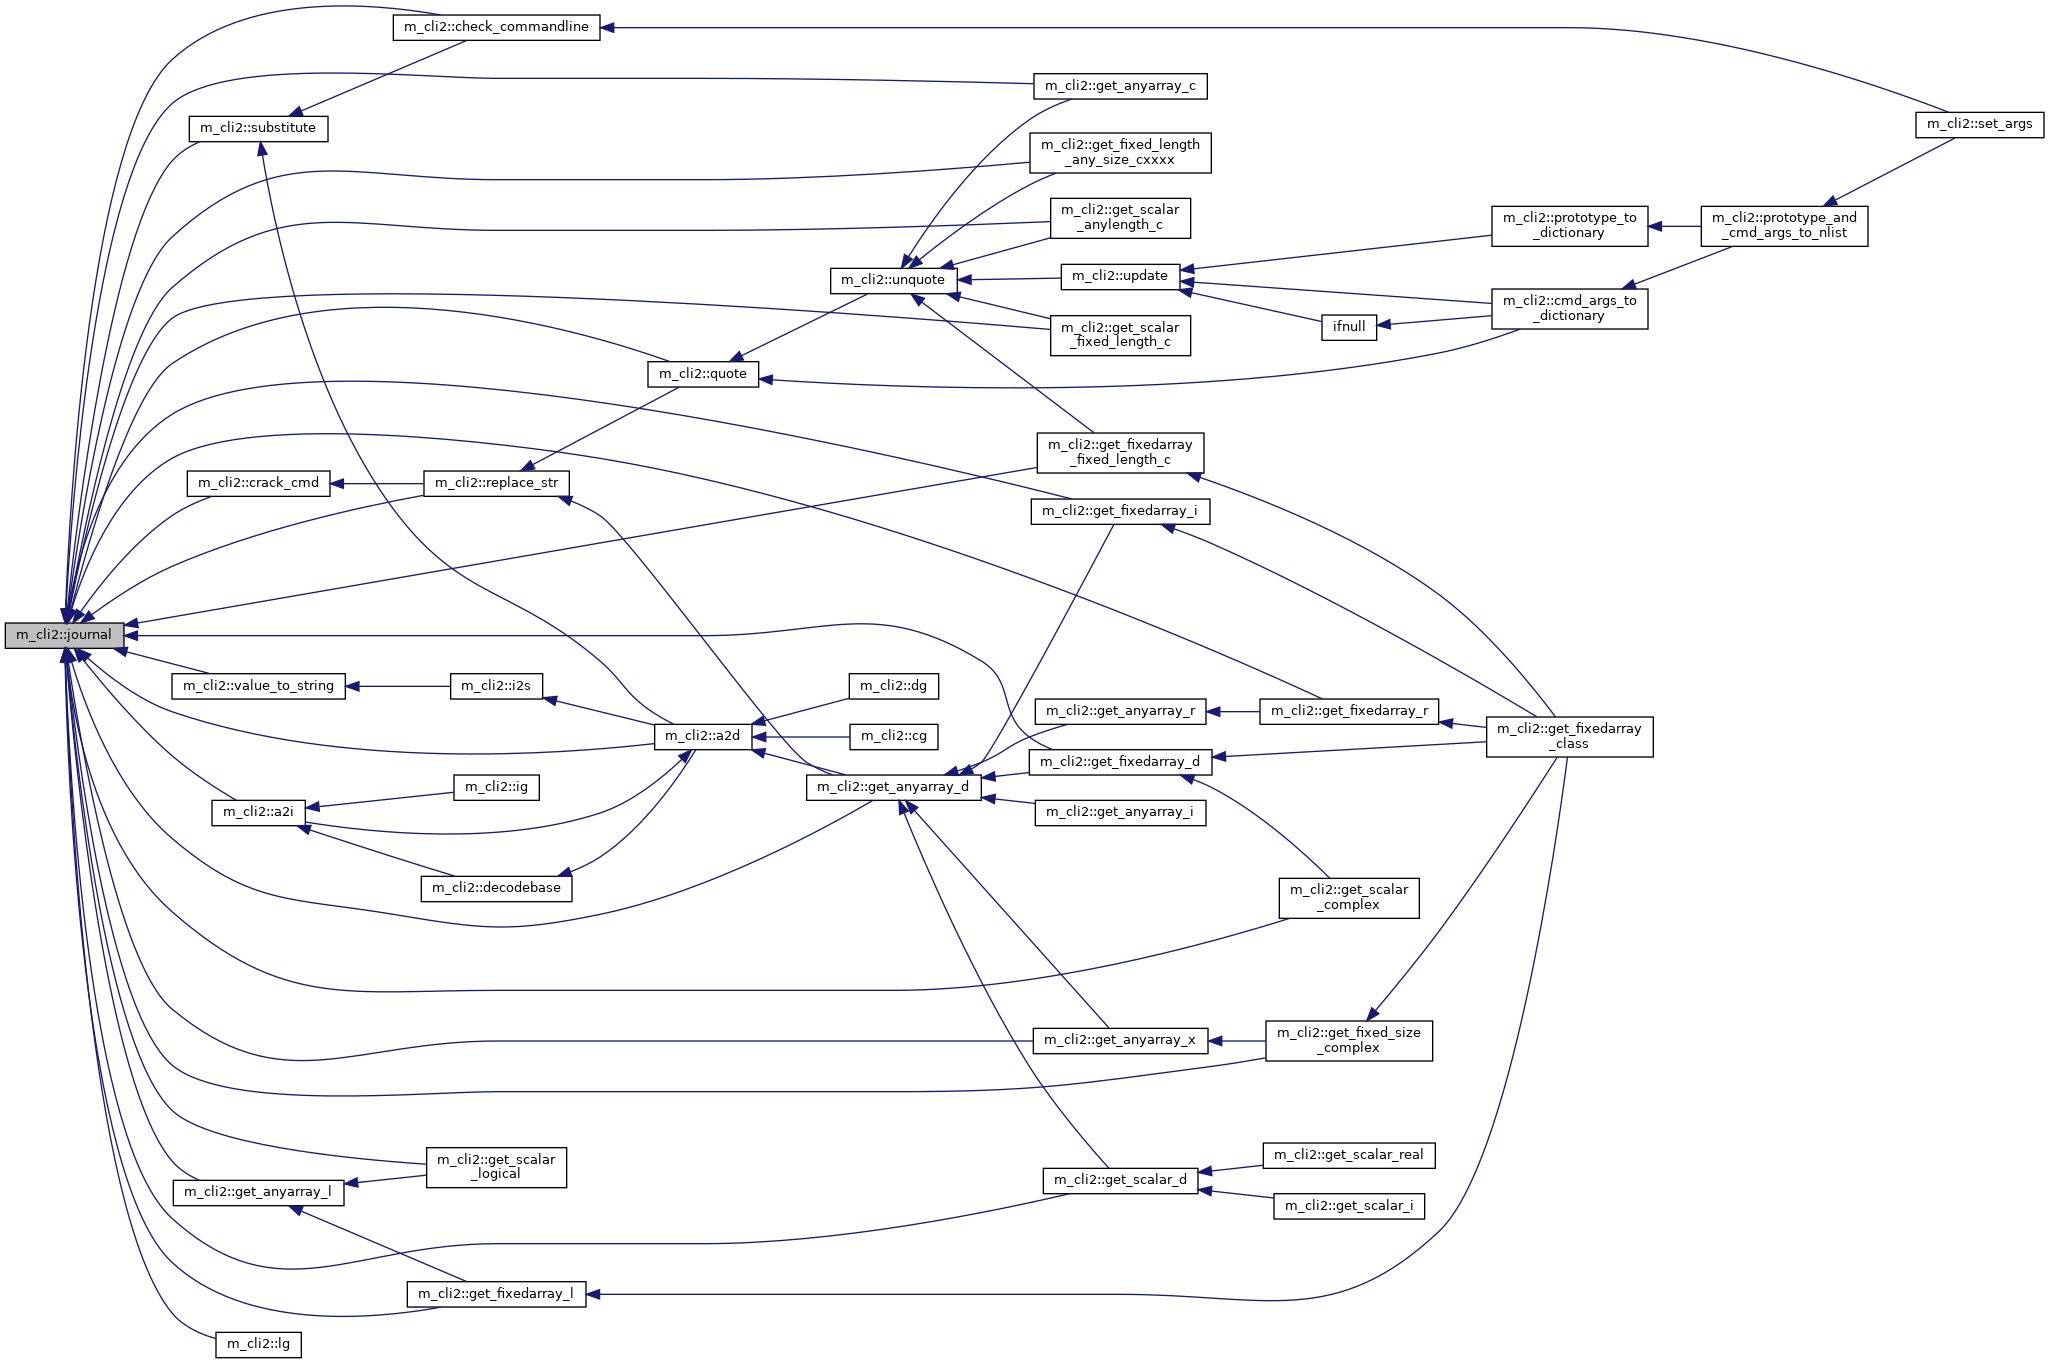 m_cli2::check_commandline
m_cli2::get_anyarray_c
m_cli2::set_args
m_cli2::substitute
m_cli2::get_fixed_length
_any_size_cxxxx
m_cli2::get_scalar
_anylength_c
m_cli2::prototype_to
_dictionary
m_cli2::prototype_and
_cmd_args_to_nlist
m_cli2::unquote
m_cli2::update
m_cli2::cmd_args_to
_dictionary
m_cli2::get_scalar
_fixed_length_c
ifnull
m_cli2::quote
m_cli2::get_fixedarray
_fixed_length_c
m_cli2::crack_cmd
m_cli2::replace_str
m_cli2::get_fixedarray_i
m_cli2::journal
m_cli2::value_to_string
m_cli2::i2s
m_cli2::dg
m_cli2::get_anyarray_r
m_cli2::get_fixedarray_r
m_cli2::a2d
m_cli2::cg
m_cli2::get_fixedarray
_class
m_cli2::get_fixedarray_d
m_cli2::ig
m_cli2::get_anyarray_d
m_cli2::a2i
m_cli2::get_anyarray_i
m_cli2::decodebase
m_cli2::get_scalar
_complex
m_cli2::get_anyarray_x
m_cli2::get_fixed_size
_complex
m_cli2::get_scalar
_logical
m_cli2::get_scalar_real
m_cli2::get_anyarray_l
m_cli2::get_scalar_d
m_cli2::get_scalar_i
m_cli2::get_fixedarray_l
m_cli2::lg